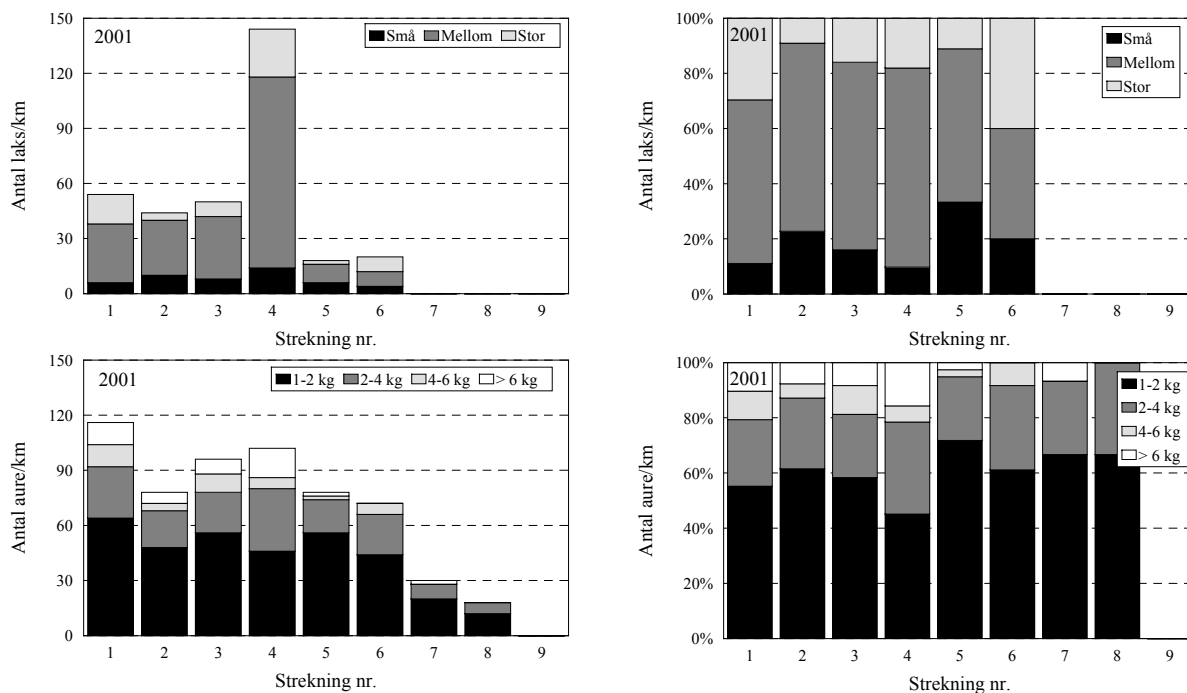 Antal laks/km
150
120
90
60
30
0
2001
Små Mellom Stor
1 2 3 4 5 6 7 8 9
Strekning nr.
Antal laks/km
100%
80%
60%
40%
20%
0%
2001
Små
Mellom
Stor
1 2 3 4 5 6 7 8 9
Strekning nr.
Antal aure/km
150
120
90
60
30
0
2001
1-2 kg 2-4 kg 4-6 kg > 6 kg
1 2 3 4 5 6 7 8 9
Strekning nr.
Antal aure/km
100%
80%
60%
40%
20%
0%
2001
1-2 kg
2-4 kg
4-6 kg
> 6 kg
1 2 3 4 5 6 7 8 9
Strekning nr.